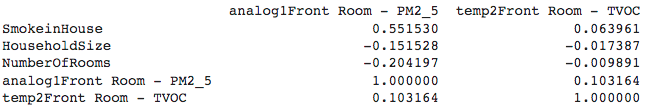 analog1Front Room - PM2_5 temp2Front Room - TVOC
SmokeinHouse 0.551530 0.063961
HouseholdSize -0.151528 -0.017387
NumberOfRooms -0.204197 -0.009891
analog1Front Room - PM2_5 1.000000 0.103164
temp2Front Room - TVOC 0.103164 1.000000